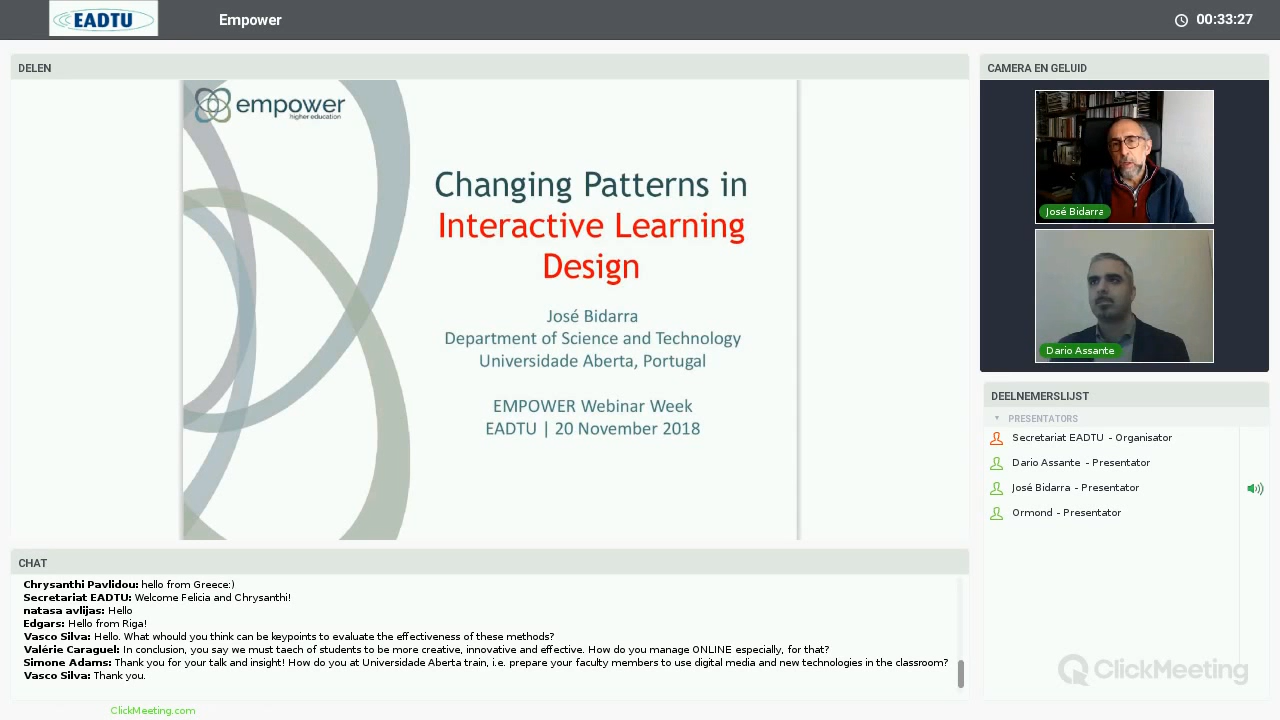 EADTU
Empower
00:33:27
DELEN
empower
higher education
Changing Patterns in
Interactive Learning
Design
José Bidarra
Department of Science and Technology
Universidade Aberta, Portugal
EMPOWER Webinar Week
EADTU | 20 November 2018
CAMERA EN GELUID
José Bidarra
Dario Assante
DEELNEMERSLIJST
PRESENTATORS
Secretariat EADTU - Organisator
Dario Assante - Presentator
José Bidarra - Presentator
Ormond - Presentator
CHAT
Chrysanthi Pavlidou: hello from Greece:)
Secretariat EADTU: Welcome Felicia and Chrysanthi!
natasa avlijas: Hello
Edgars: Hello from Riga!
Vasco Silva: Hello. What whould you think can be keypoints to evaluate the effectiveness of these methods?
Valérie Caraguel: In conclusion, you say we must taech of students to be more creative, innovative and effective. How do you manage ONLINE especially, for that?
Simone Adams: Thank you for your talk and insight! How do you at Universidade Aberta train, i.e. prepare your faculty members to use digital media and new technologies in the classroom?
Vasco Silva: Thank you.
ClickMeeting
ClickMeeting.com